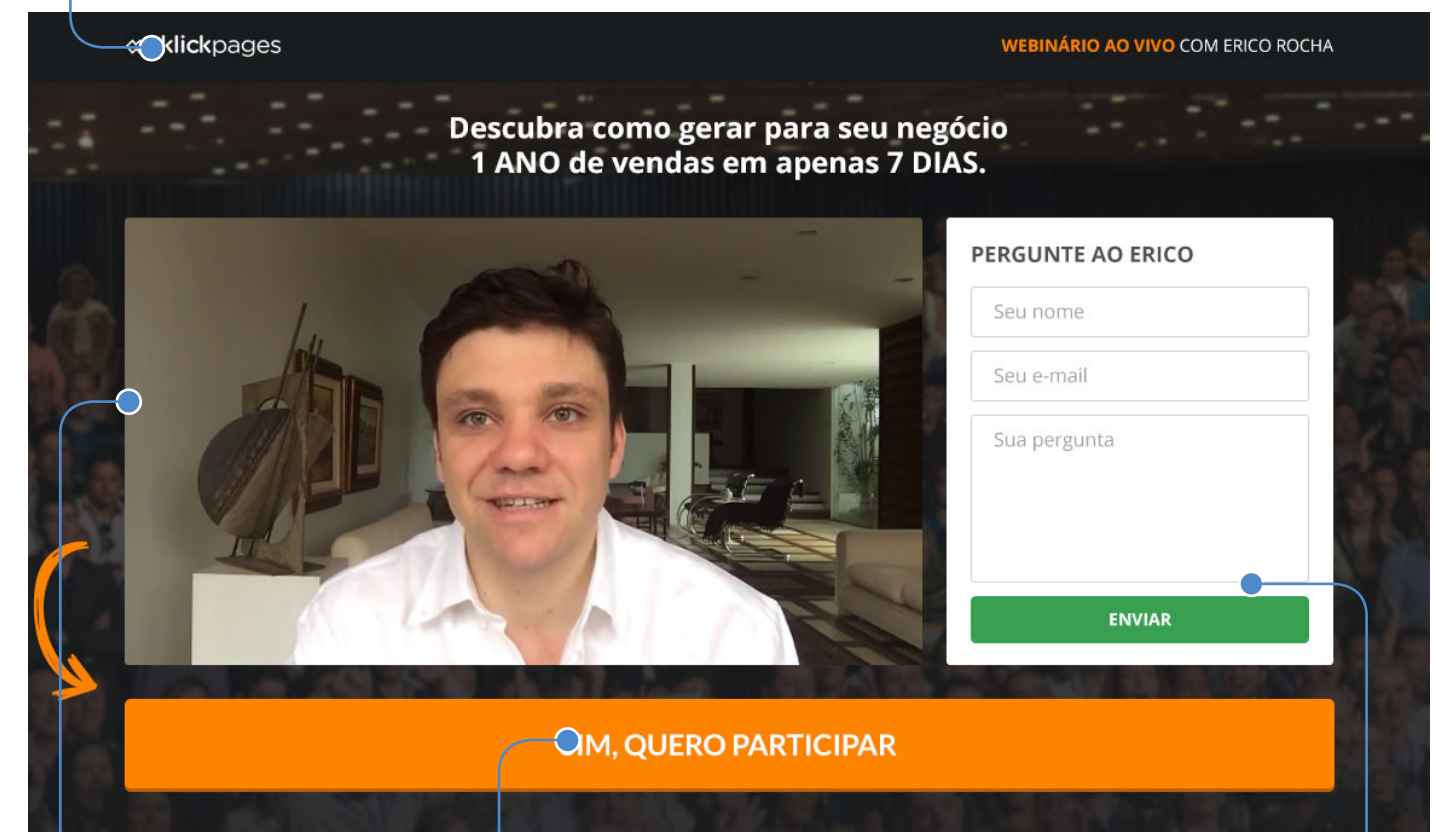 klickpages
WEBINÁRIO AO VIVO COM ERICO ROCHA
Descubra como gerar para seu negócio
1 ANO de vendas em apenas 7 DIAS.
PERGUNTE AO ERICO
Seu nome
Seu e-mail
Sua pergunta
ENVIAR
SIM, QUERO PARTICIPAR